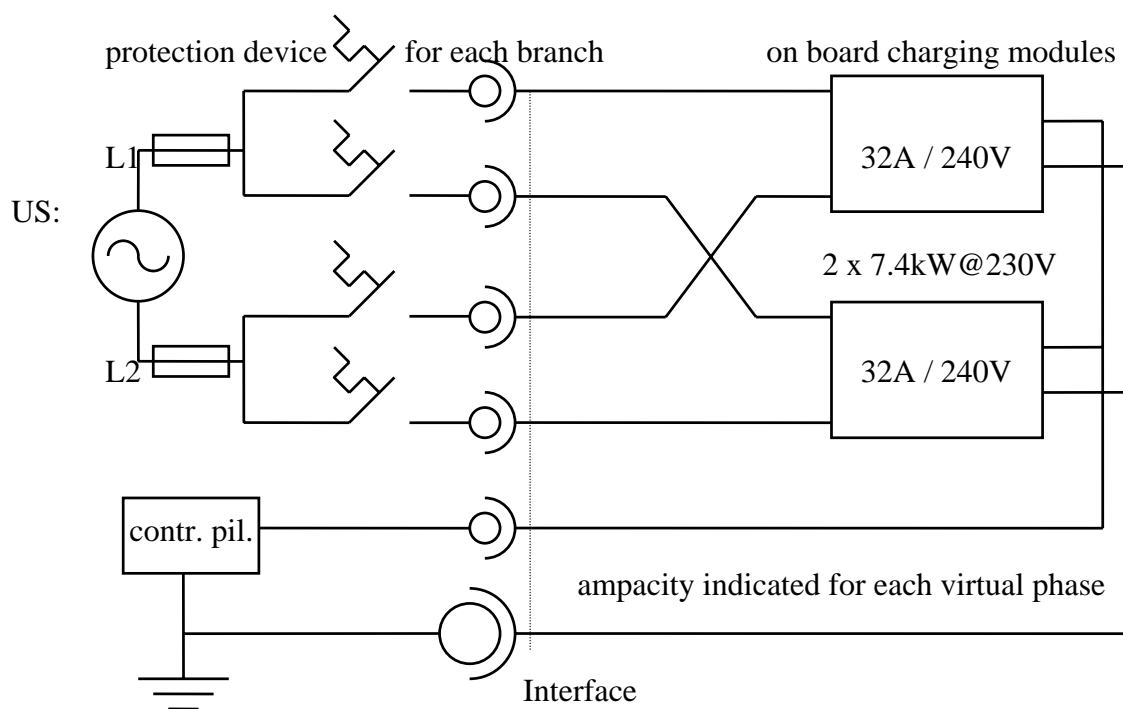 protection device for each branch on board charging modules
L1
32A / 240V
US:
2 x 7.4kW@230V
L2
32A / 240V
contr. pil.
ampacity indicated for each virtual phase
Interface